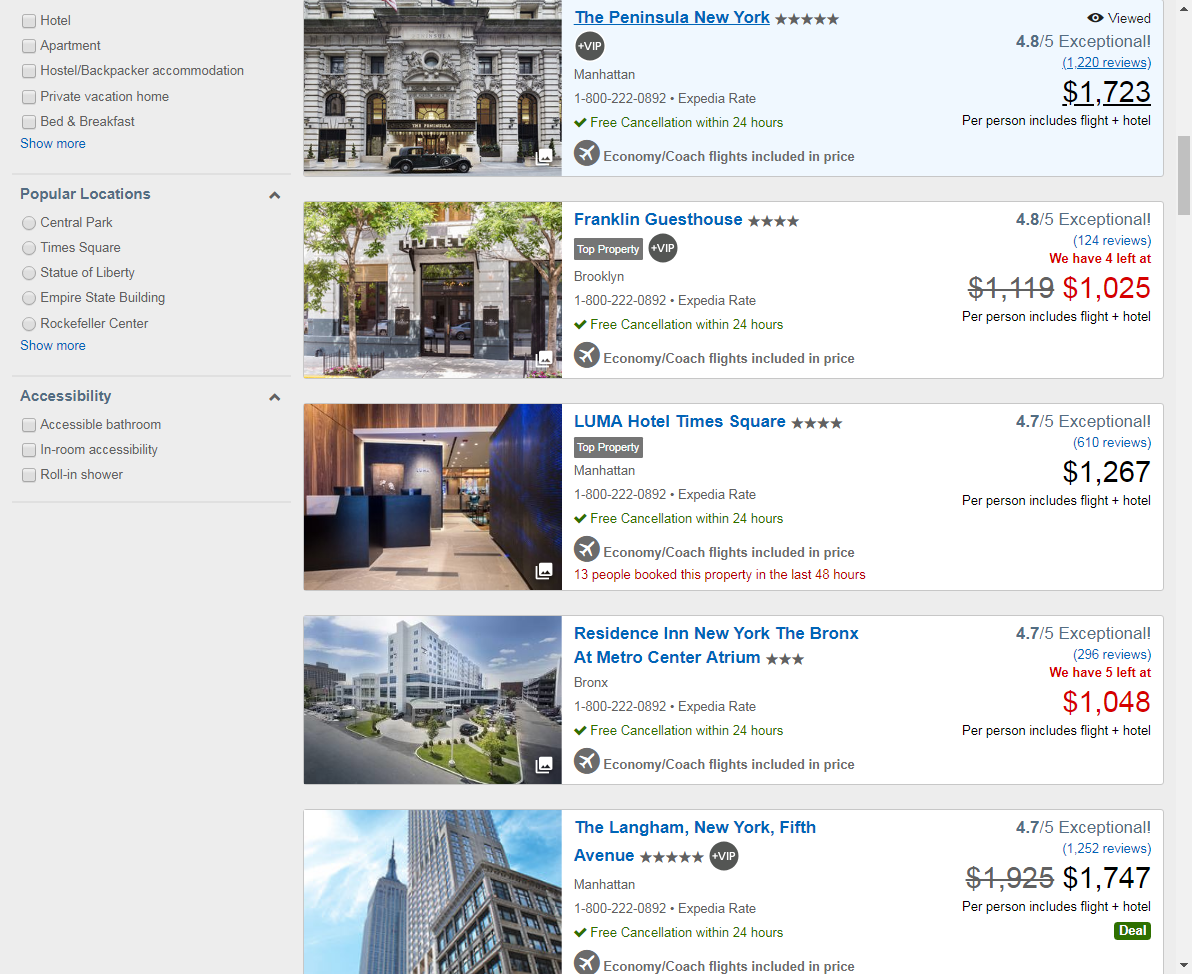 Hotel
Apartment
Hostel/Backpacker accommodation
Private vacation home
Bed & Breakfast
Show more
Popular Locations
Central Park
Times Square
Statue of Liberty
Empire State Building
Rockefeller Center
Show more
Accessibility
Accessible bathroom
In-room accessibility
Roll-in shower
THE PENINSULA
The Peninsula New York
+VIP
Manhattan
1-800-222-0892 • Expedia Rate
Free Cancellation within 24 hours
Economy/Coach flights included in price
Viewed
4.8/5 Exceptional!
(1,220 reviews)
$1,723
Per person includes flight + hotel
HOTEL
Franklin Guesthouse
Top Property +VIP
Brooklyn
1-800-222-0892 • Expedia Rate
Free Cancellation within 24 hours
Economy/Coach flights included in price
4.8/5 Exceptional!
(124 reviews)
We have 4 left at
$1,119 $1,025
Per person includes flight + hotel
LUMA Hotel Times Square
Top Property
Manhattan
1-800-222-0892 • Expedia Rate
Free Cancellation within 24 hours
Economy/Coach flights included in price
13 people booked this property in the last 48 hours
4.7/5 Exceptional!
(610 reviews)
$1,267
Per person includes flight + hotel
Residence Inn New York The Bronx
At Metro Center Atrium
Bronx
1-800-222-0892 • Expedia Rate
Free Cancellation within 24 hours
Economy/Coach flights included in price
4.7/5 Exceptional!
(296 reviews)
We have 5 left at
$1,048
Per person includes flight + hotel
The Langham, New York, Fifth
Avenue +VIP
Manhattan
1-800-222-0892 • Expedia Rate
Free Cancellation within 24 hours
Economy/Coach flights included in price
4.7/5 Exceptional!
(1,252 reviews)
$1,925 $1,747
Per person includes flight + hotel
Deal